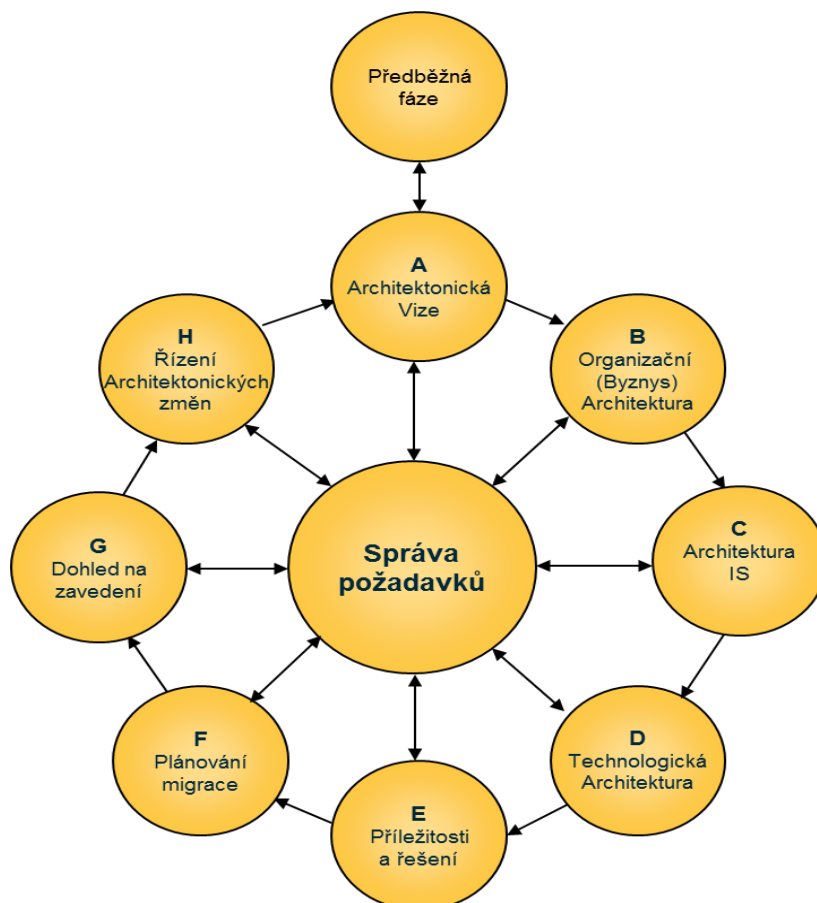 Předběžná
fáze
A
Architektonická
Vize
B
Organizační
(Byznys)
Architektura
C
Architektura
IS
D
Technologická
Architektura
E
Příležitosti
a řešení
F
Plánování
migrace
G
Dohled na
zavedení
H
Řízení
Architektonických
změn
Správa
požadavků